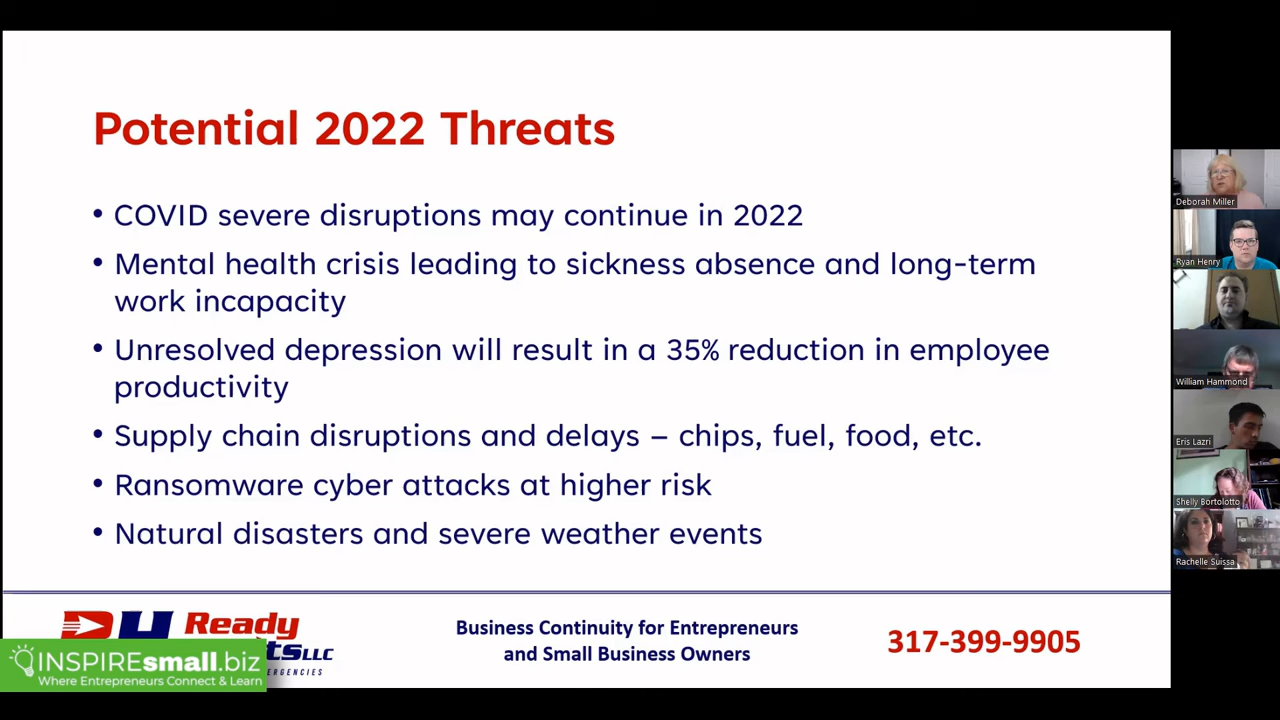 Potential 2022 Threats
• COVID severe disruptions may continue in 2022
• Mental health crisis leading to sickness absence and long-term
work incapacity
• Unresolved depression will result in a 35% reduction in employee
productivity
• Supply chain disruptions and delays – chips, fuel, food, etc.
• Ransomware cyber attacks at higher risk
• Natural disasters and severe weather events
Ready
LLC
INSPIREsmall.biz
Where Entrepreneurs Connect & Learn
Business Continuity for Entrepreneurs
and Small Business Owners
317-399-9905
Deborah Miller
Ryan Henry
William Hammond
Eris Lazri
Shelly Bortolotto
Rachelle Suissa